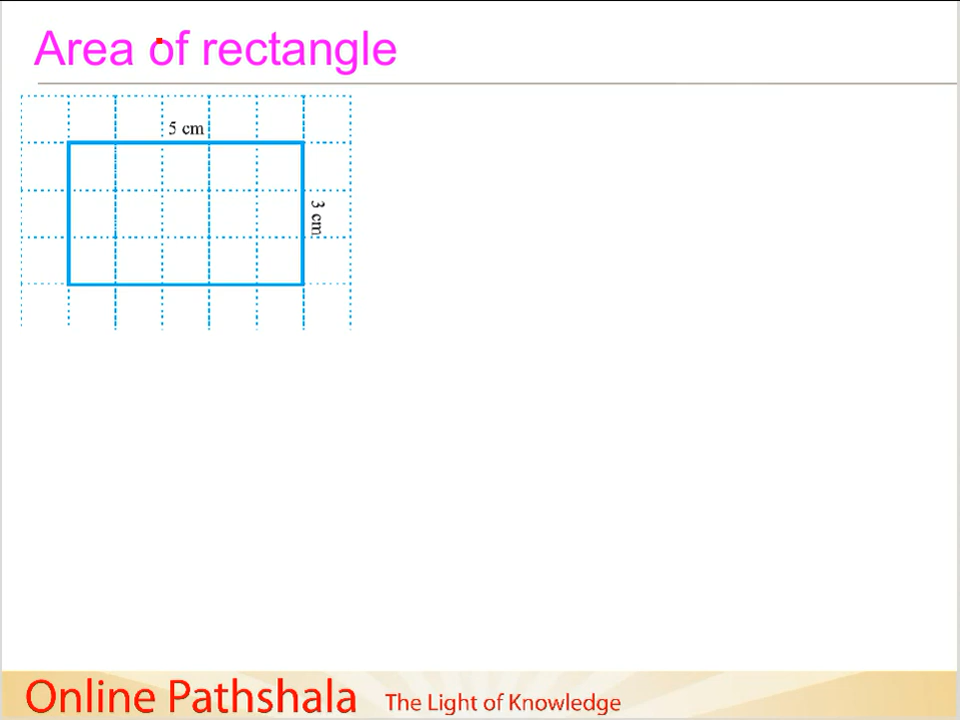 Area of rectangle
5 cm
3 cm
Online Pathshala The Light of Knowledge